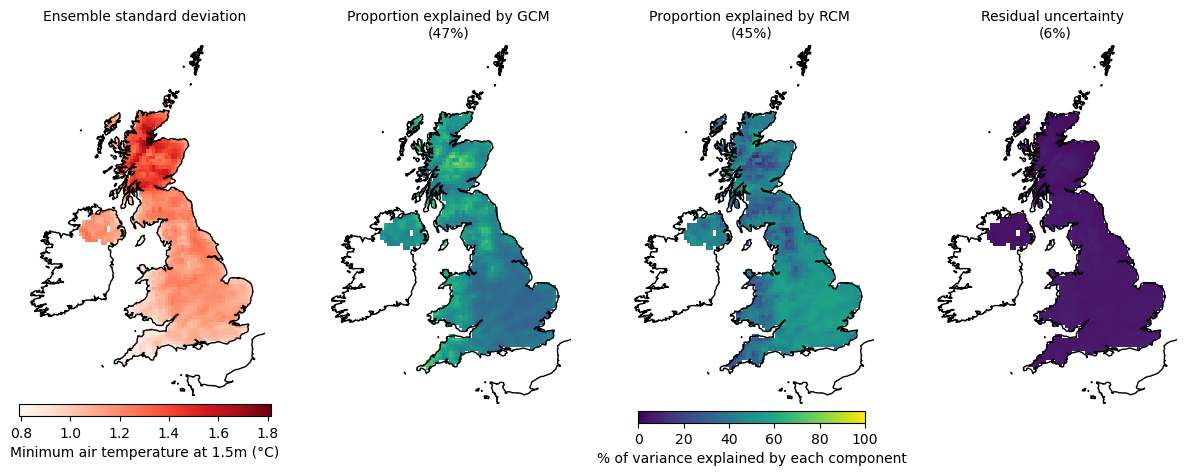 Ensemble standard deviation
Proportion explained by GCM
(47%)
Proportion explained by RCM
(45%)
Residual uncertainty
(6%)
0.8 1.0 1.2 1.4 1.6 1.8
Minimum air temperature at 1.5m (°C)
0 20 40 60 80 100
% of variance explained by each component